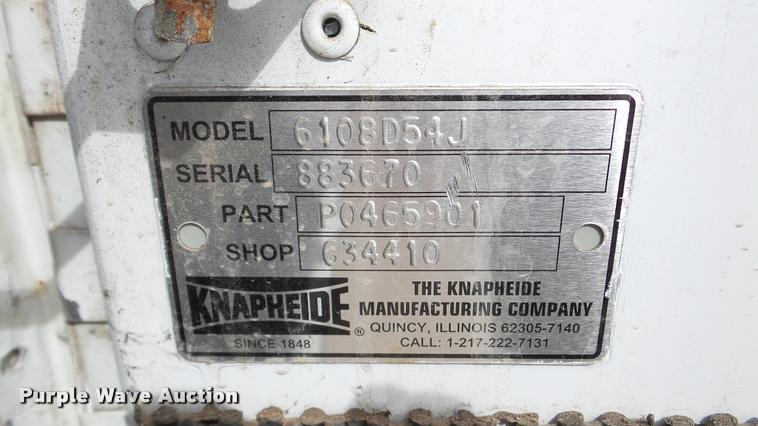 MODEL 6108D54J
SERIAL 883670
PART P0465901
SHOP 634410
KNAPHEIDE ®
SINCE 1848
THE KNAPHEIDE
MANUFACTURING COMPANY
QUINCY, ILLINOIS 62305-7140
CALL: 1-217-222-7131
Purple Wave Auction